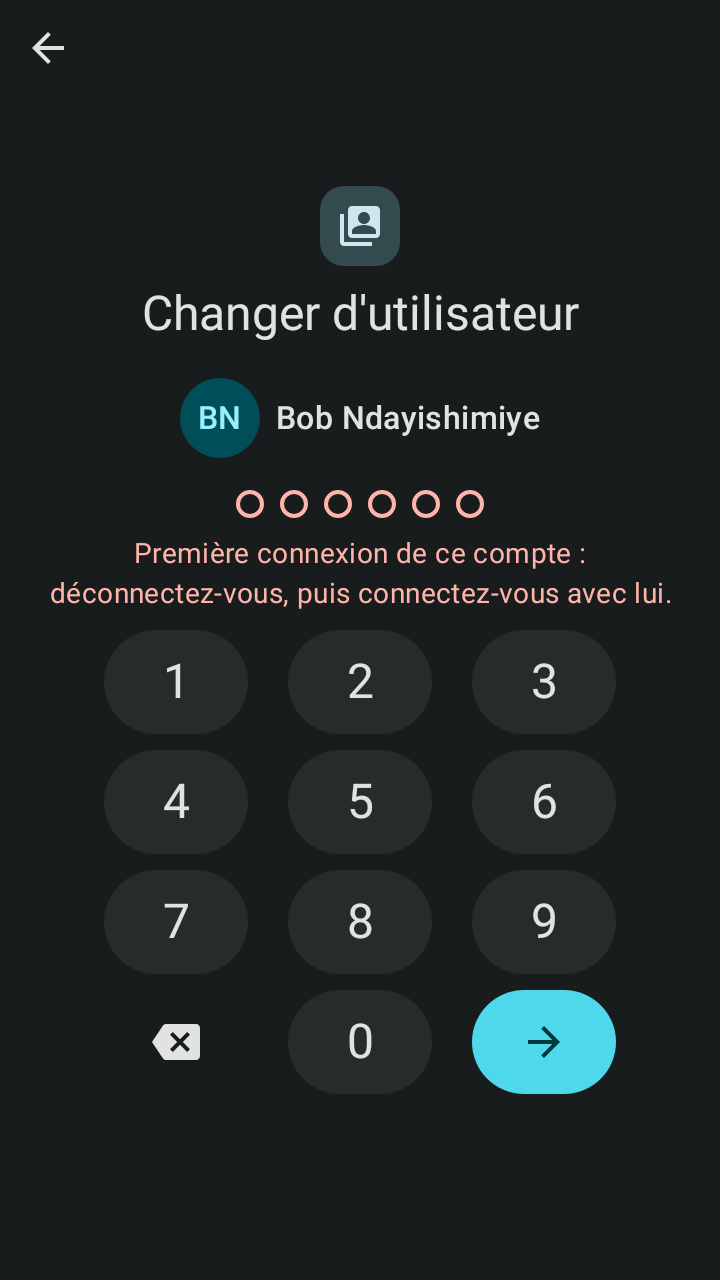 Changer d'utilisateur
BN Bob Ndayishimiye
Première connexion de ce compte :
déconnectez-vous, puis connectez-vous avec lui.
1 2 3
4 5 6
7 8 9
0